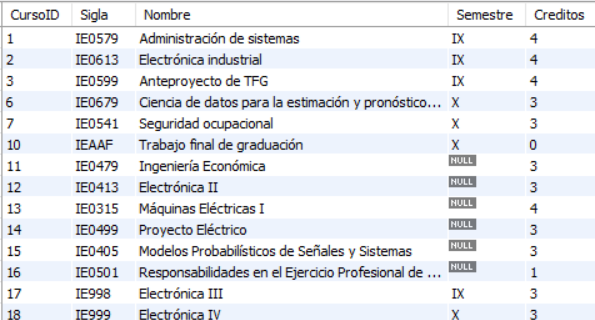 CursoID Sigla Nombre Semestre Creditos
1 IE0579 Administración de sistemas IX 4
2 IE0613 Electrónica industrial IX 4
3 IE0599 Anteproyecto de TFG IX 4
6 IE0679 Ciencia de datos para la estimación y pronóstico... X 3
7 IE0541 Seguridad ocupacional X 3
10 IEAAF Trabajo final de graduación X 0
11 IE0479 Ingeniería Económica NULL 3
12 IE0413 Electrónica II NULL 3
13 IE0315 Máquinas Eléctricas I NULL 4
14 IE0499 Proyecto Eléctrico NULL 3
15 IE0405 Modelos Probabilísticos de Señales y Sistemas NULL 3
16 IE0501 Responsabilidades en el Ejercicio Profesional de ... NULL 1
17 IE998 Electrónica III IX 3
18 IE999 Electrónica IV X 3